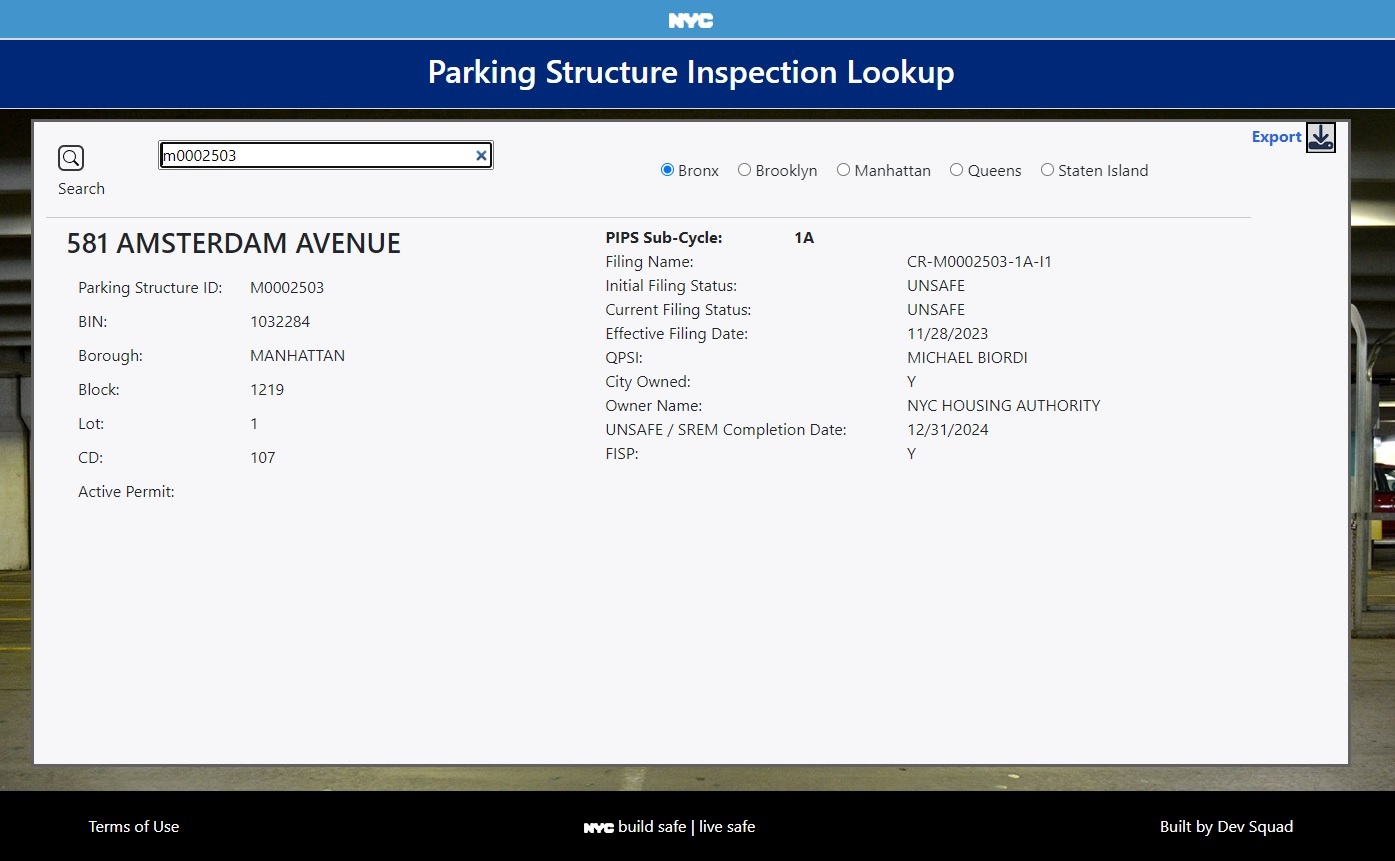 NYC
Parking Structure Inspection Lookup
Export
m0002503
Search
Bronx Brooklyn Manhattan Queens Staten Island
581 AMSTERDAM AVENUE
Parking Structure ID: M0002503
BIN: 1032284
Borough: MANHATTAN
Block: 1219
Lot: 1
CD: 107
Active Permit:
PIPS Sub-Cycle: 1A
Filing Name: CR-M0002503-1A-I1
Initial Filing Status: UNSAFE
Current Filing Status: UNSAFE
Effective Filing Date: 11/28/2023
QPSI: MICHAEL BIORDI
City Owned: Y
Owner Name: NYC HOUSING AUTHORITY
UNSAFE / SREM Completion Date: 12/31/2024
FISP: Y
Terms of Use
NYC build safe | live safe
Built by Dev Squad